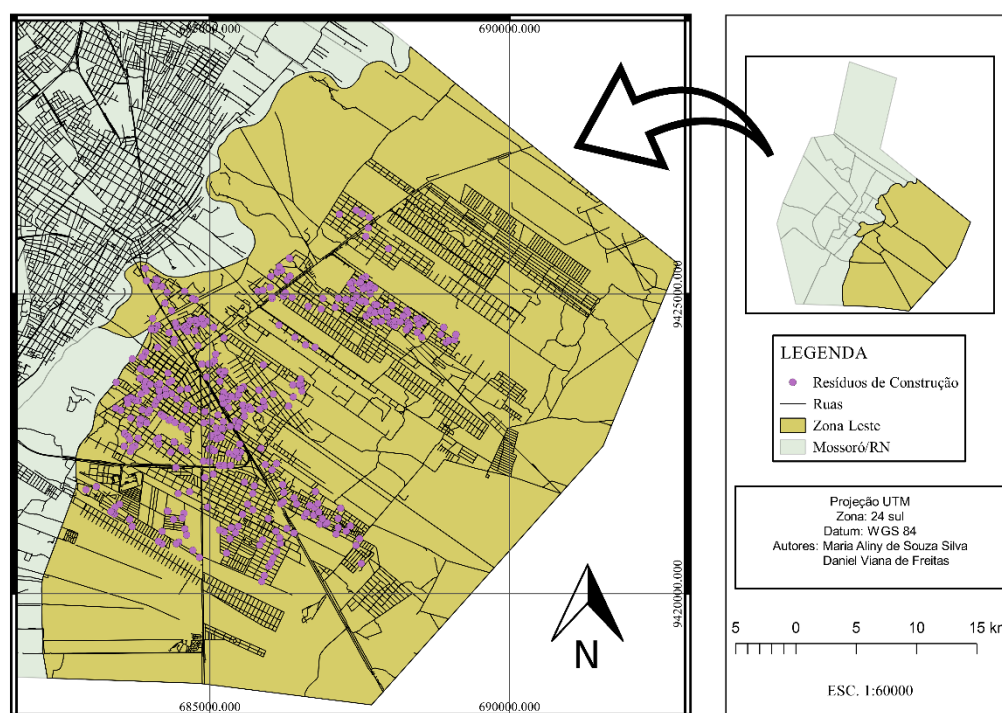 685000.000
690000.000
9425000.000
9420000.000
685000.000
690000.000
N
LEGENDA
Resíduos de Construção
Ruas
Zona Leste
Mossoró/RN
Projeção UTM
Zona: 24 sul
Datum: WGS 84
Autores: Maria Aliny de Souza Silva
Daniel Viana de Freitas
5 0 5 10 15 km
ESC. 1:60000